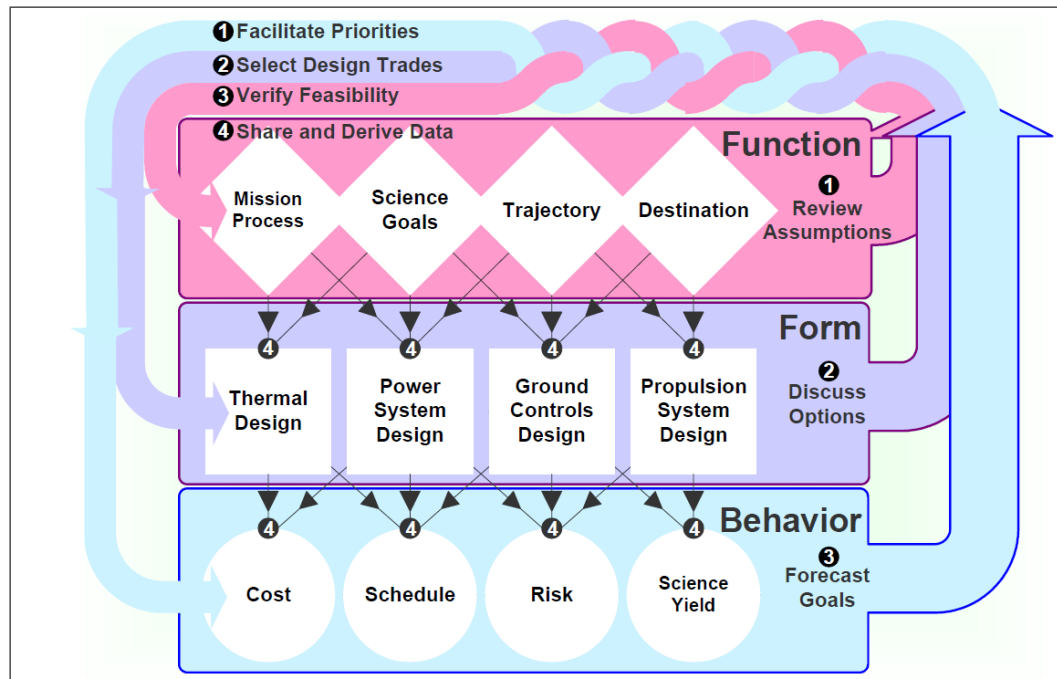 1 Facilitate Priorities
2 Select Design Trades
3 Verify Feasibility
4 Share and Derive Data
Function
Mission
Process
Science
Goals
Trajectory
Destination
1
Review
Assumptions
Form
4 4 4 4
Thermal
Design
Power
System
Design
Ground
Controls
Design
Propulsion
System
Design
2
Discuss
Options
Behavior
4 4 4 4
Cost
Schedule
Risk
Science
Yield
3
Forecast
Goals